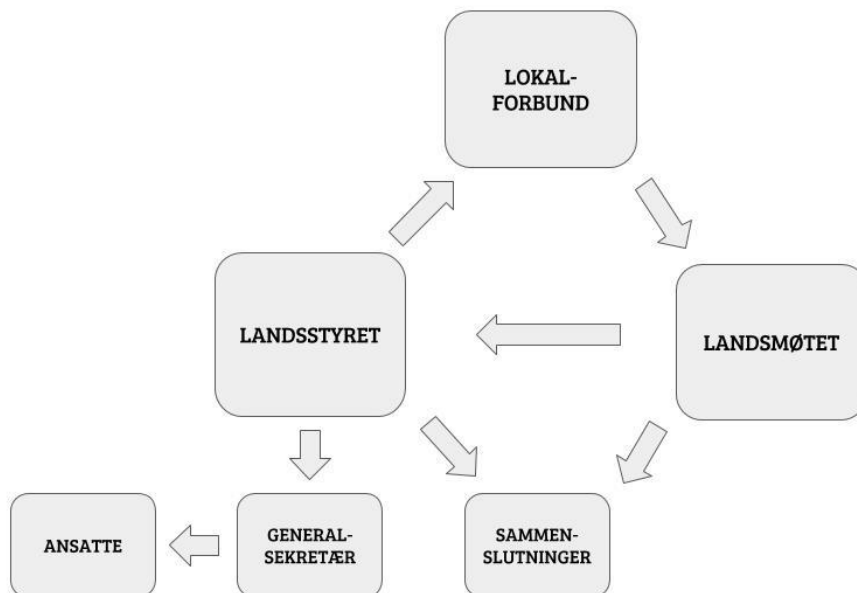 LOKAL-
FORBUND
LANDSSTYRET
LANDSMØTET
ANSATTE
GENERAL-
SEKRETÆR
SAMMEN-
SLUTNINGER